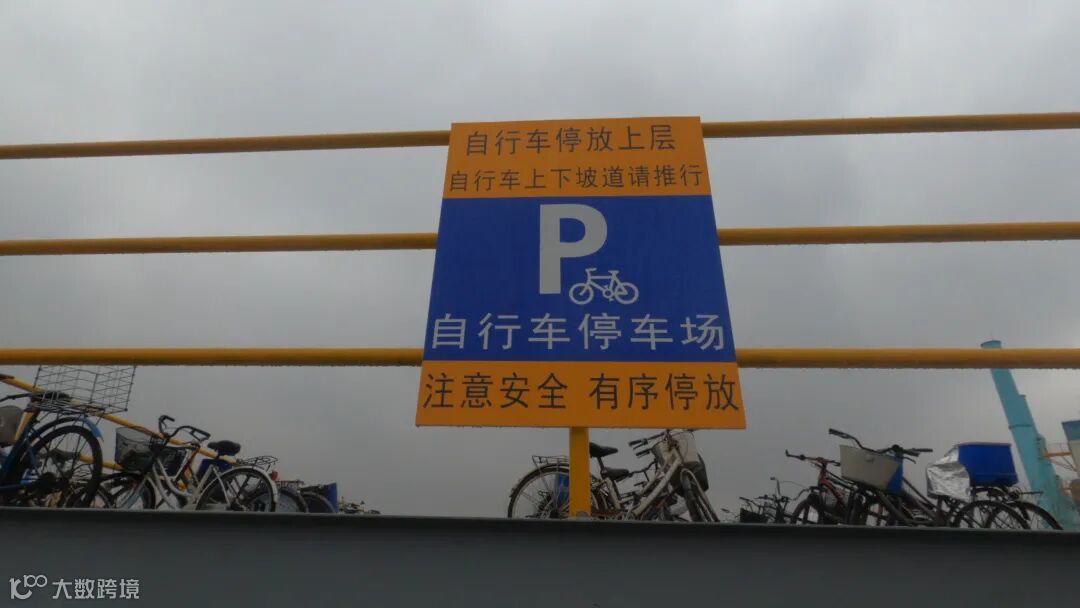 自行车停放上层
自行车上下坡道请推行
P
自行车停车场
注意安全 有序停放
大数跨境